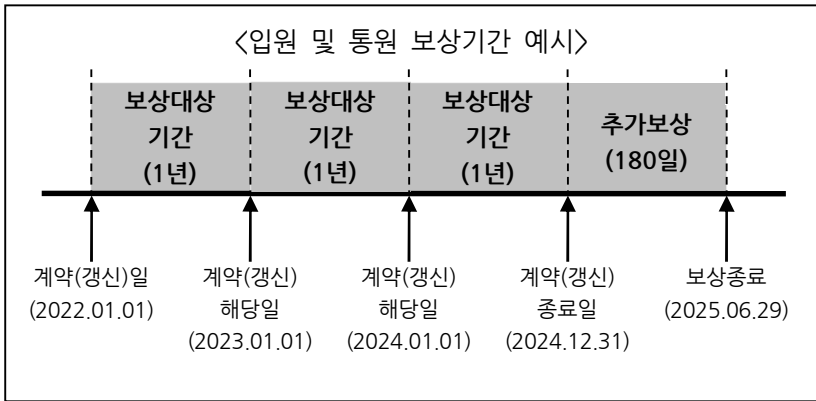 <입원 및 통원 보상기간 예시>
보상대상
기간
(1년)
보상대상
기간
(1년)
보상대상
기간
(1년)
추가보상
(180일)
계약(갱신)일
(2022.01.01)
계약(갱신)
해당일
(2023.01.01)
계약(갱신)
해당일
(2024.01.01)
계약(갱신)
종료일
(2024.12.31)
보상종료
(2025.06.29)